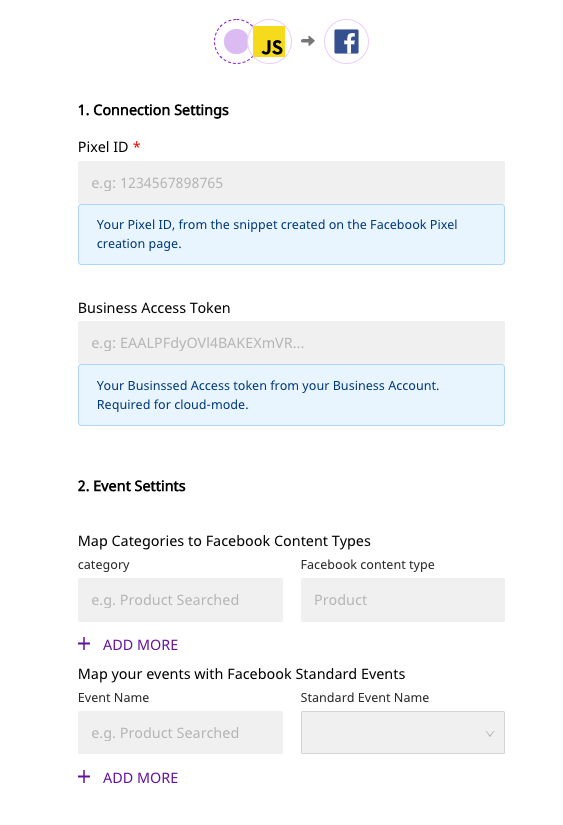 JS
1. Connection Settings
Pixel ID *
e.g: 1234567898765
Your Pixel ID, from the snippet created on the Facebook Pixel
creation page.
Business Access Token
e.g: EAALPFdyOVl4BAKEXmVR...
Your Businssed Access token from your Business Account.
Required for cloud-mode.
2. Event Settints
Map Categories to Facebook Content Types
category Facebook content type
e.g. Product Searched Product
+ ADD MORE
Map your events with Facebook Standard Events
Event Name Standard Event Name
e.g. Product Searched
+ ADD MORE